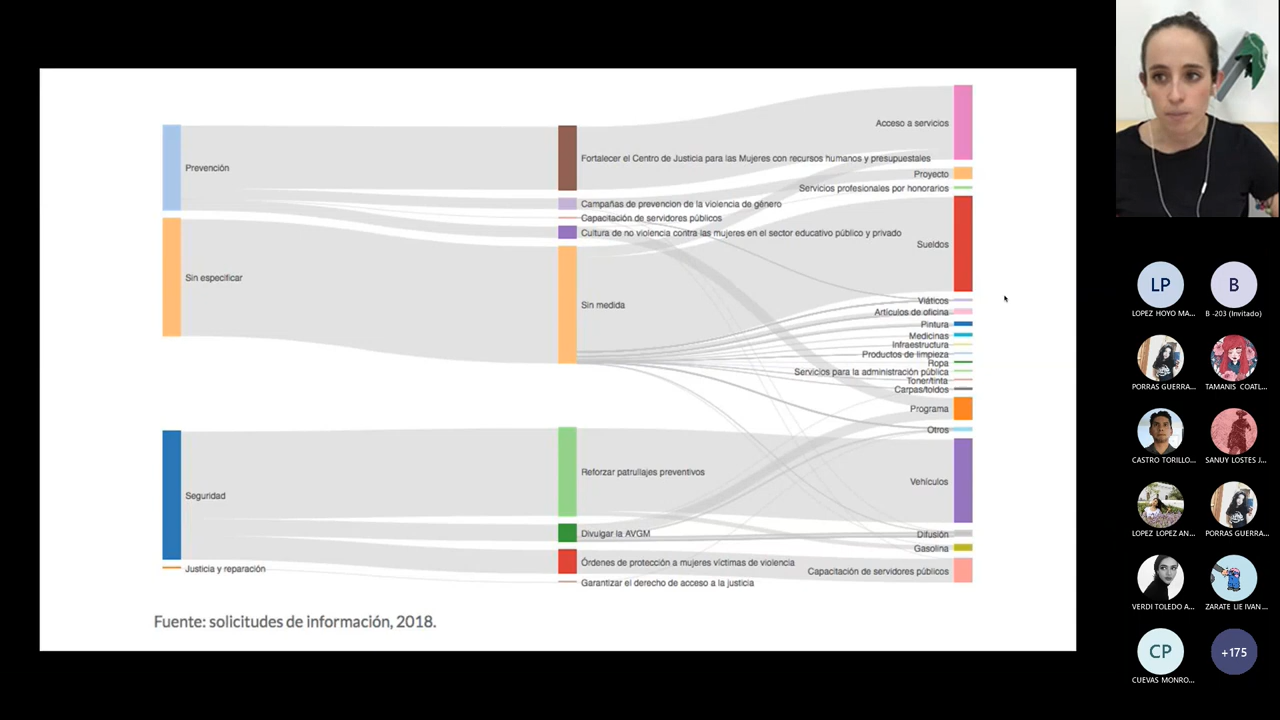 Prevención
Sin especificar
Seguridad
Justicia y reparación
Fortalecer el Centro de Justicia para las Mujeres con recursos humanos y presupuestales
Campañas de prevencion de la violencia de género
Capacitación de servidores públicos
Cultura de no violencia contra las mujeres en el sector educativo público y privado
Sin medida
Reforzar patrullajes preventivos
Divulgar la AVGM
Órdenes de protección a mujeres víctimas de violencia
Garantizar el derecho de acceso a la justicia
Acceso a servicios
Proyecto
Servicios profesionales por honorarios
Sueldos
Viáticos
Artículos de oficina
Pintura
Medicinas
Infraestructura
Productos de limpieza
Ropa
Servicios para la administración pública
Toner/tinta
Carpas/toldos
Programa
Otros
Vehículos
Difusión
Gasolina
Capacitación de servidores públicos
Fuente: solicitudes de información, 2018.
LP
LOPEZ HOYO MA...
B
B -203 (Invitado)
PORRAS GUERRA...
TAMANIS COATL...
CASTRO TORILLO...
SANUY LOSTES J...
LOPEZ LOPEZ AN...
PORRAS GUERRA...
VERDI TOLEDO A...
ZARATE LIE IVAN...
CP
CUEVAS MONRO...
+175